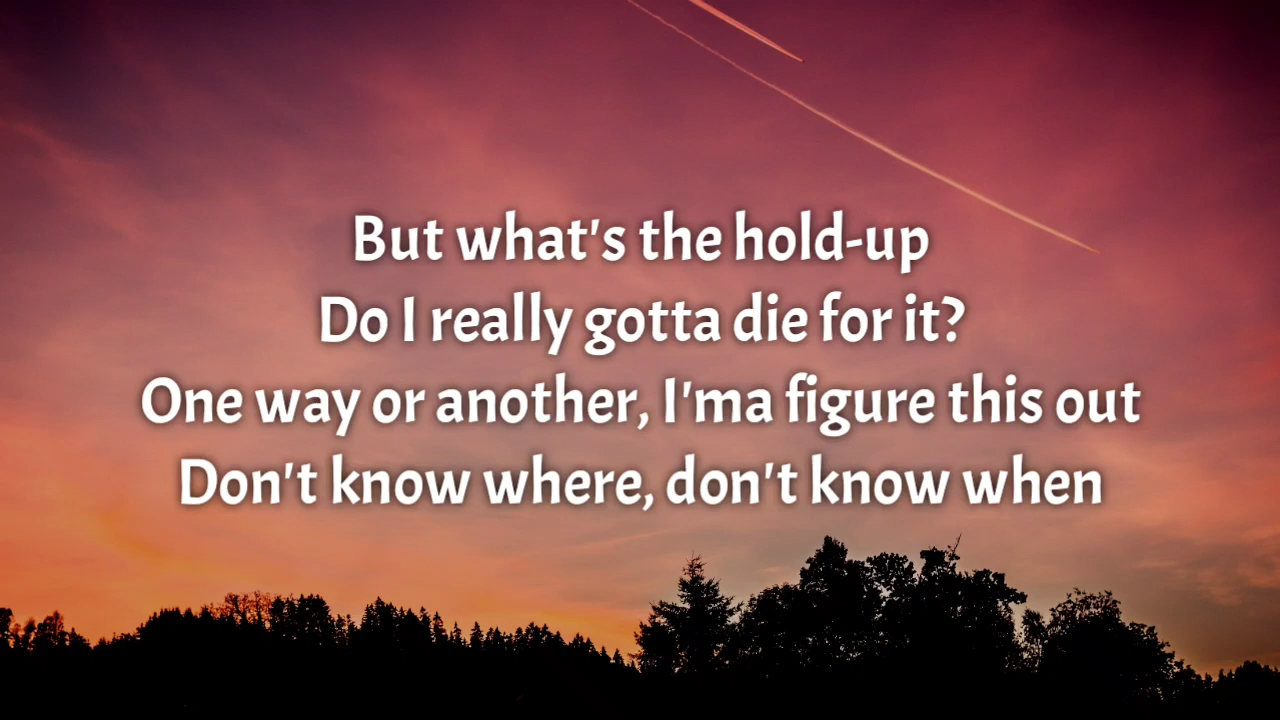 But what's the hold-up
Do I really gotta die for it?
One way or another, I'ma figure this out
Don't know where, don't know when